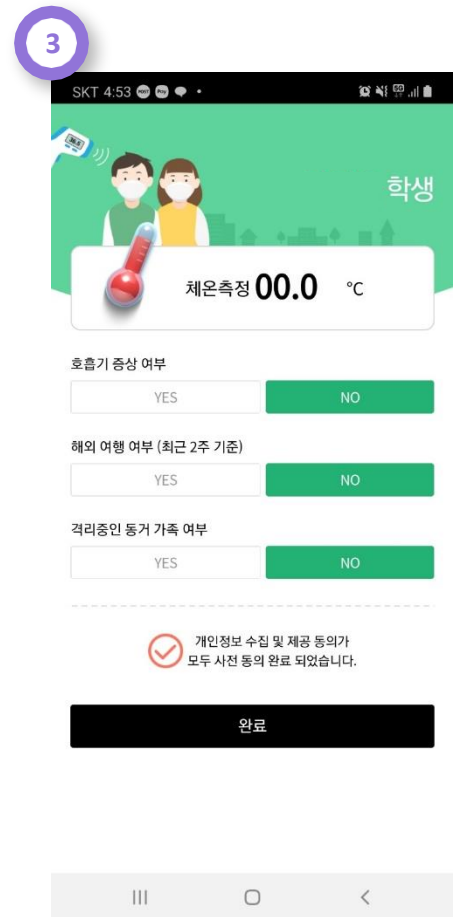 3
SKT 4:53
학생
체온측정 00.0 °C
호흡기 증상 여부
YES NO
해외 여행 여부 (최근 2주 기준)
YES NO
격리중인 동거 가족 여부
YES NO
개인정보 수집 및 제공 동의가
모두 사전 동의 완료 되었습니다.
완료